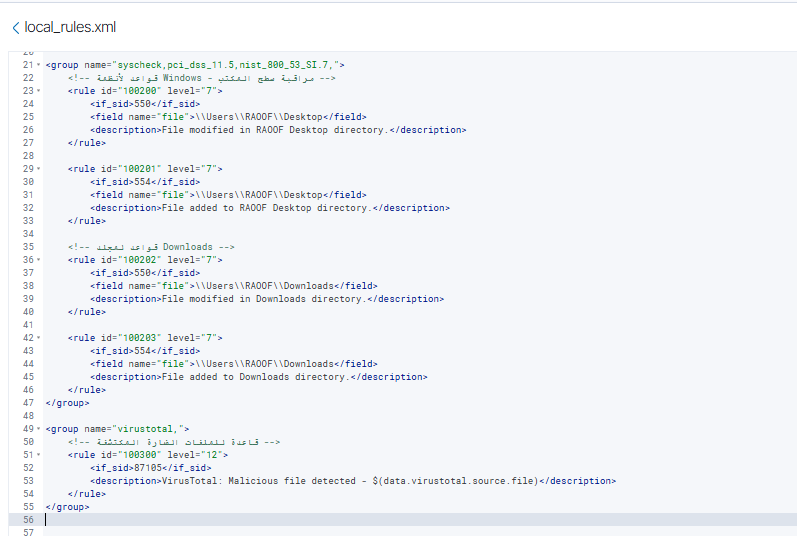 local_rules.xml
20
21 <group name="syscheck,pci_dss_11.5,nist_800_53_SI.7,">
22 <!-- قواعد لأنظمة Windows - مراقبة سطح المكتب -->
23 <rule id="100200" level="7">
24 <if_sid>550</if_sid>
25 <field name="file">\\Users\\RAOOF\\Desktop</field>
26 <description>File modified in RAOOF Desktop directory.</description>
27 </rule>
28
29 <rule id="100201" level="7">
30 <if_sid>554</if_sid>
31 <field name="file">\\Users\\RAOOF\\Desktop</field>
32 <description>File added to RAOOF Desktop directory.</description>
33 </rule>
34
35 <!-- قواعد لمجلد Downloads -->
36 <rule id="100202" level="7">
37 <if_sid>550</if_sid>
38 <field name="file">\\Users\\RAOOF\\Downloads</field>
39 <description>File modified in Downloads directory.</description>
40 </rule>
41
42 <rule id="100203" level="7">
43 <if_sid>554</if_sid>
44 <field name="file">\\Users\\RAOOF\\Downloads</field>
45 <description>File added to Downloads directory.</description>
46 </rule>
47 </group>
48
49 <group name="virustotal,">
50 <!-- قاعدة للملفات الضارة المكتشفة -->
51 <rule id="100300" level="12">
52 <if_sid>87105</if_sid>
53 <description>VirusTotal: Malicious file detected - $(data.virustotal.source.file)</description>
54 </rule>
55 </group>
56
57